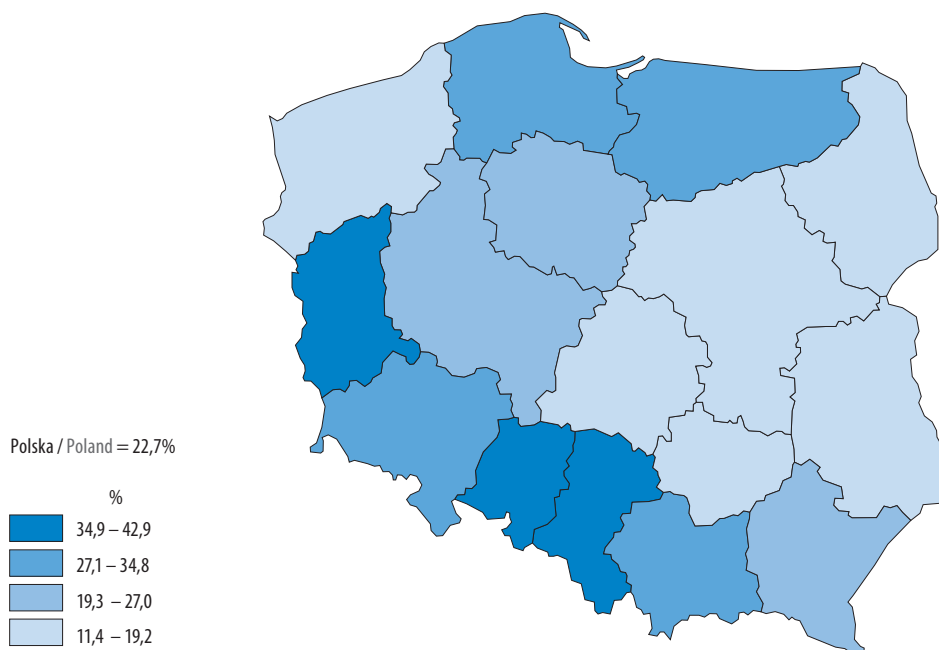 Polska / Poland = 22,7%
%
34,9 – 42,9
27,1 – 34,8
19,3 – 27,0
11,4 – 19,2